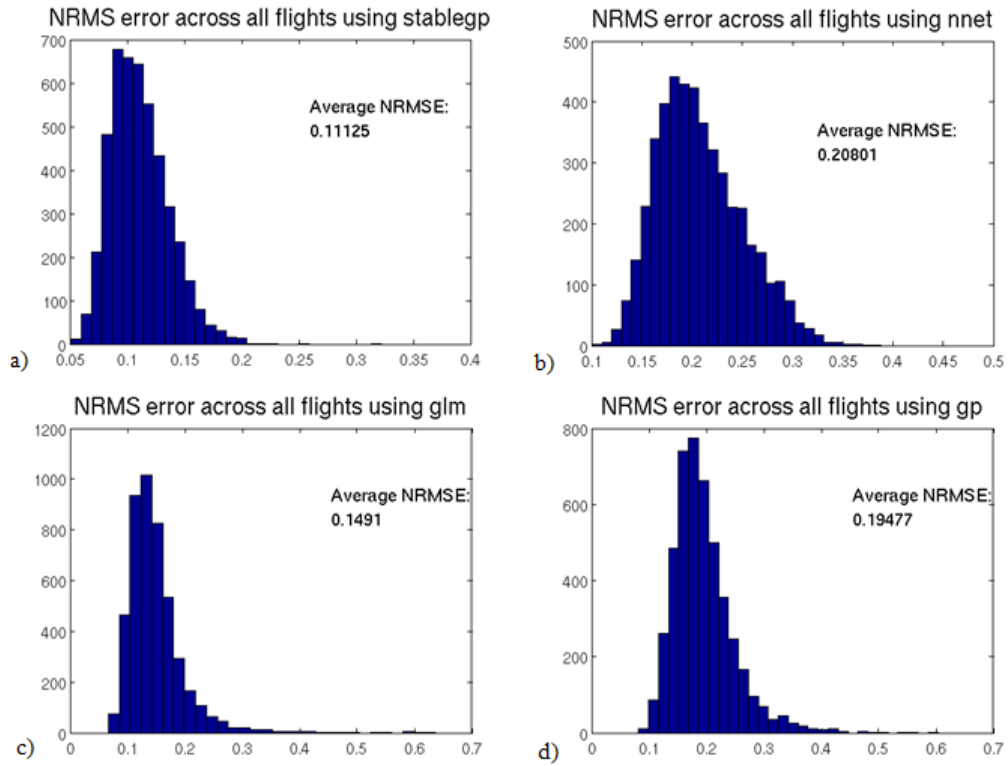 NRMS error across all flights using stablegp
700
600
500
400
300
200
100
0
Average NRMSE:
0.11125
0.05 0.1 0.15 0.2 0.25 0.3 0.35 0.4
a)
NRMS error across all flights using nnet
500
400
300
200
100
0
Average NRMSE:
0.20801
0.1 0.15 0.2 0.25 0.3 0.35 0.4 0.45 0.5
b)
NRMS error across all flights using glm
1200
1000
800
600
400
200
0
Average NRMSE:
0.1491
0 0.1 0.2 0.3 0.4 0.5 0.6 0.7
c)
NRMS error across all flights using gp
800
600
400
200
0
Average NRMSE:
0.19477
0 0.1 0.2 0.3 0.4 0.5 0.6 0.7
d)